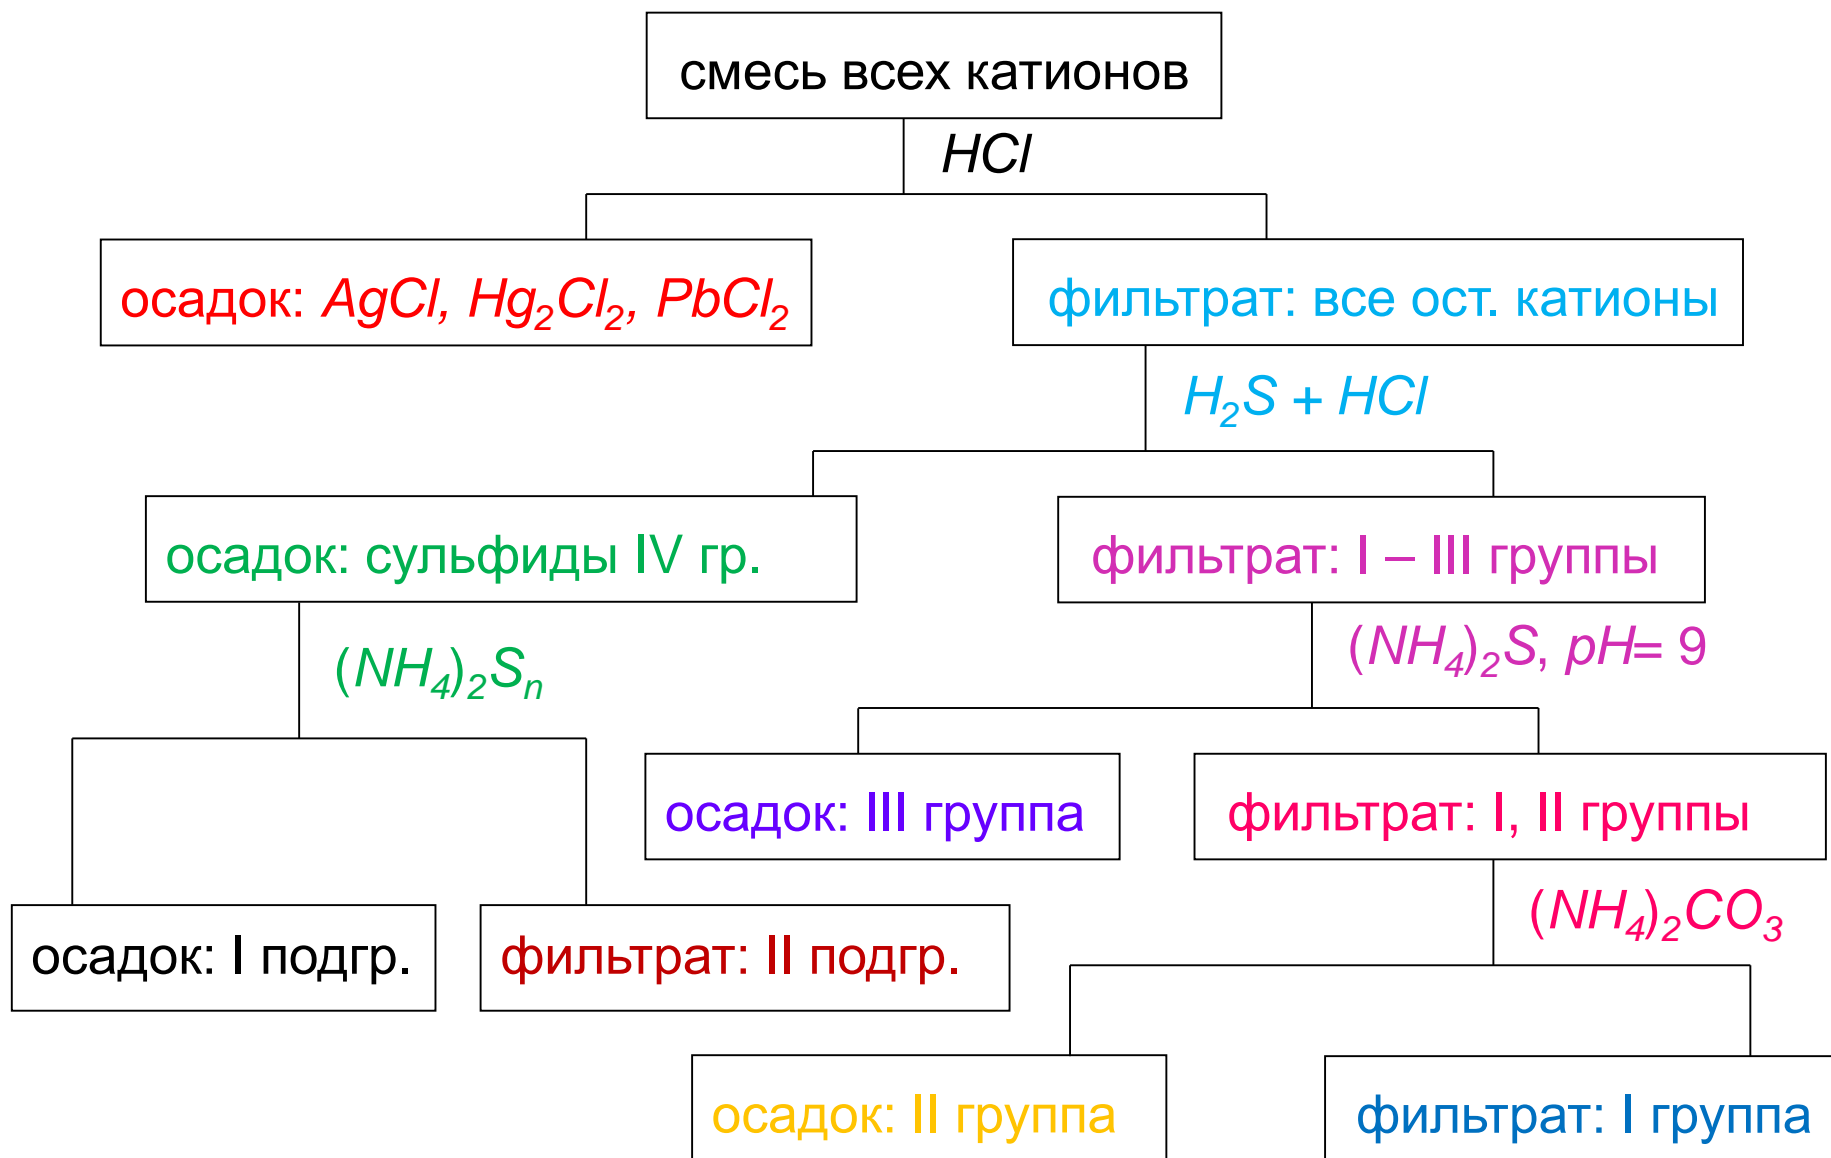 смесь всех катионов
HCl
осадок: AgCl, Hg₂Cl₂, PbCl₂
фильтрат: все ост. катионы
H₂S + HCl
осадок: сульфиды IV гр.
фильтрат: I – III группы
(NH₄)₂Sₙ
(NH₄)₂S, pH= 9
осадок: III группа
фильтрат: I, II группы
(NH₄)₂CO₃
осадок: I подгр.
фильтрат: II подгр.
осадок: II группа
фильтрат: I группа